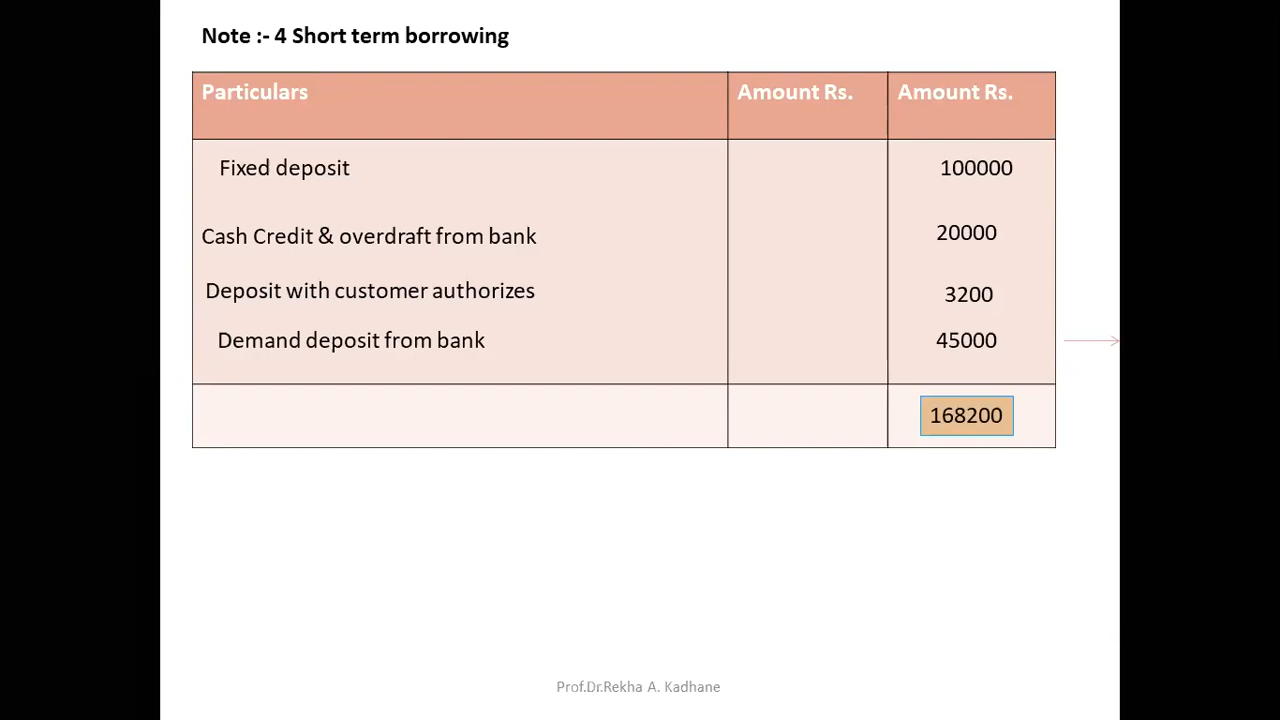 Note :- 4 Short term borrowing
Particulars Amount Rs. Amount Rs.
Fixed deposit 100000
Cash Credit & overdraft from bank 20000
Deposit with customer authorizes 3200
Demand deposit from bank 45000
168200
Prof.Dr.Rekha A. Kadhane